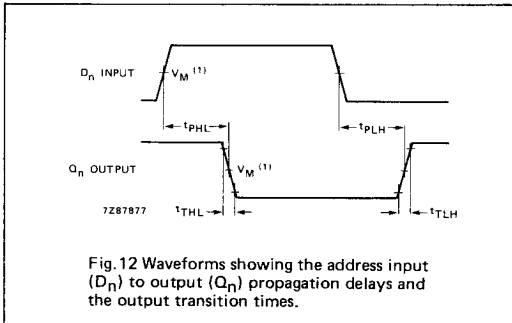 Dn INPUT
VM (1)
tPHL
tPLH
Qn OUTPUT
VM (1)
7Z87877
tTHL
tTLH
Fig.12 Waveforms showing the address input
(Dn) to output (Qn) propagation delays and
the output transition times.